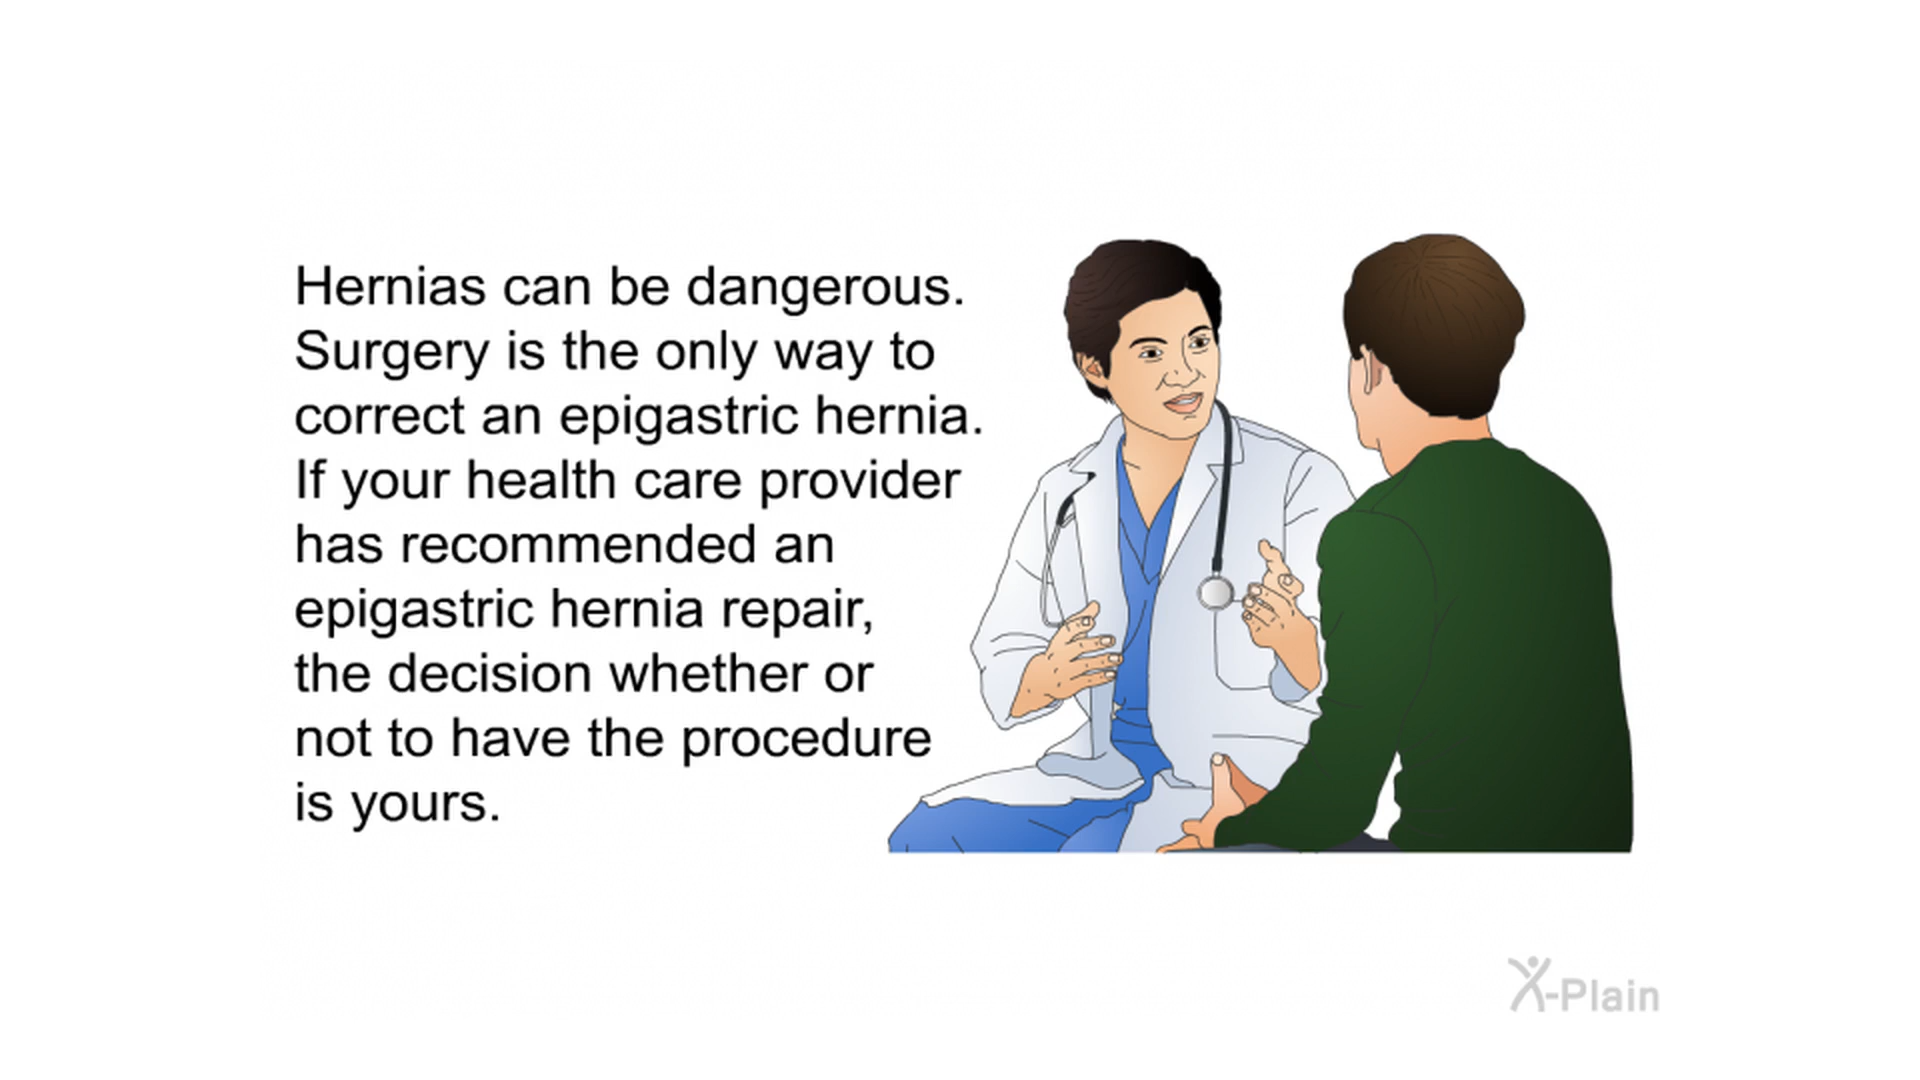 Hernias can be dangerous.
Surgery is the only way to
correct an epigastric hernia.
If your health care provider
has recommended an
epigastric hernia repair,
the decision whether or
not to have the procedure
is yours.
X-Plain